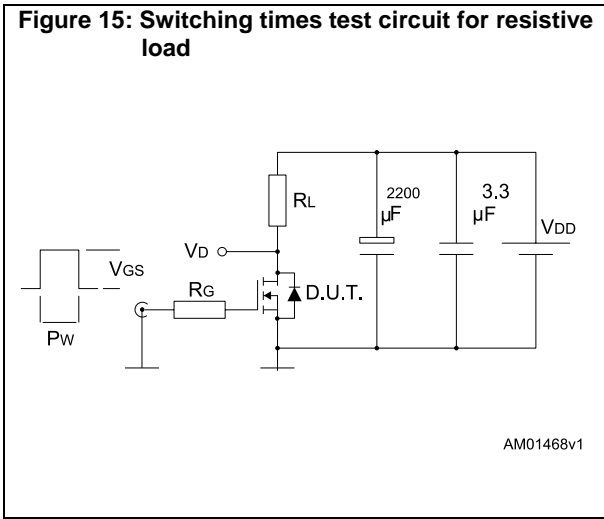 Figure 15: Switching times test circuit for resistive
load
2200
µF
3.3
µF
RL
VDD
VD
VGS
RG
D.U.T.
PW
AM01468v1